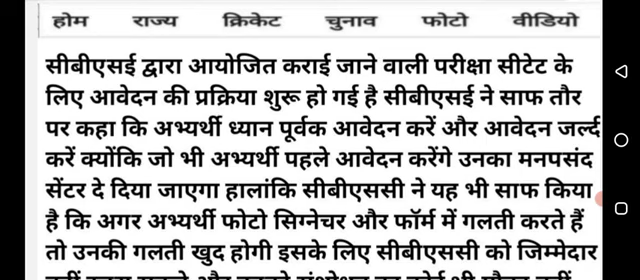 होम राज्य क्रिकेट चुनाव फोटो वीडियो
सीबीएसई द्वारा आयोजित कराई जाने वाली परीक्षा सीटेट के
लिए आवेदन की प्रक्रिया शुरू हो गई है सीबीएसई ने साफ तौर
पर कहा कि अभ्यर्थी ध्यान पूर्वक आवेदन करें और आवेदन जल्द
करें क्योंकि जो भी अभ्यर्थी पहले आवेदन करेंगे उनका मनपसंद
सेंटर दे दिया जाएगा हालांकि सीबीएससी ने यह भी साफ किया
है कि अगर अभ्यर्थी फोटो सिग्नेचर और फॉर्म में गलती करते हैं
तो उनकी गलती खुद होगी इसके लिए सीबीएससी को जिम्मेदार